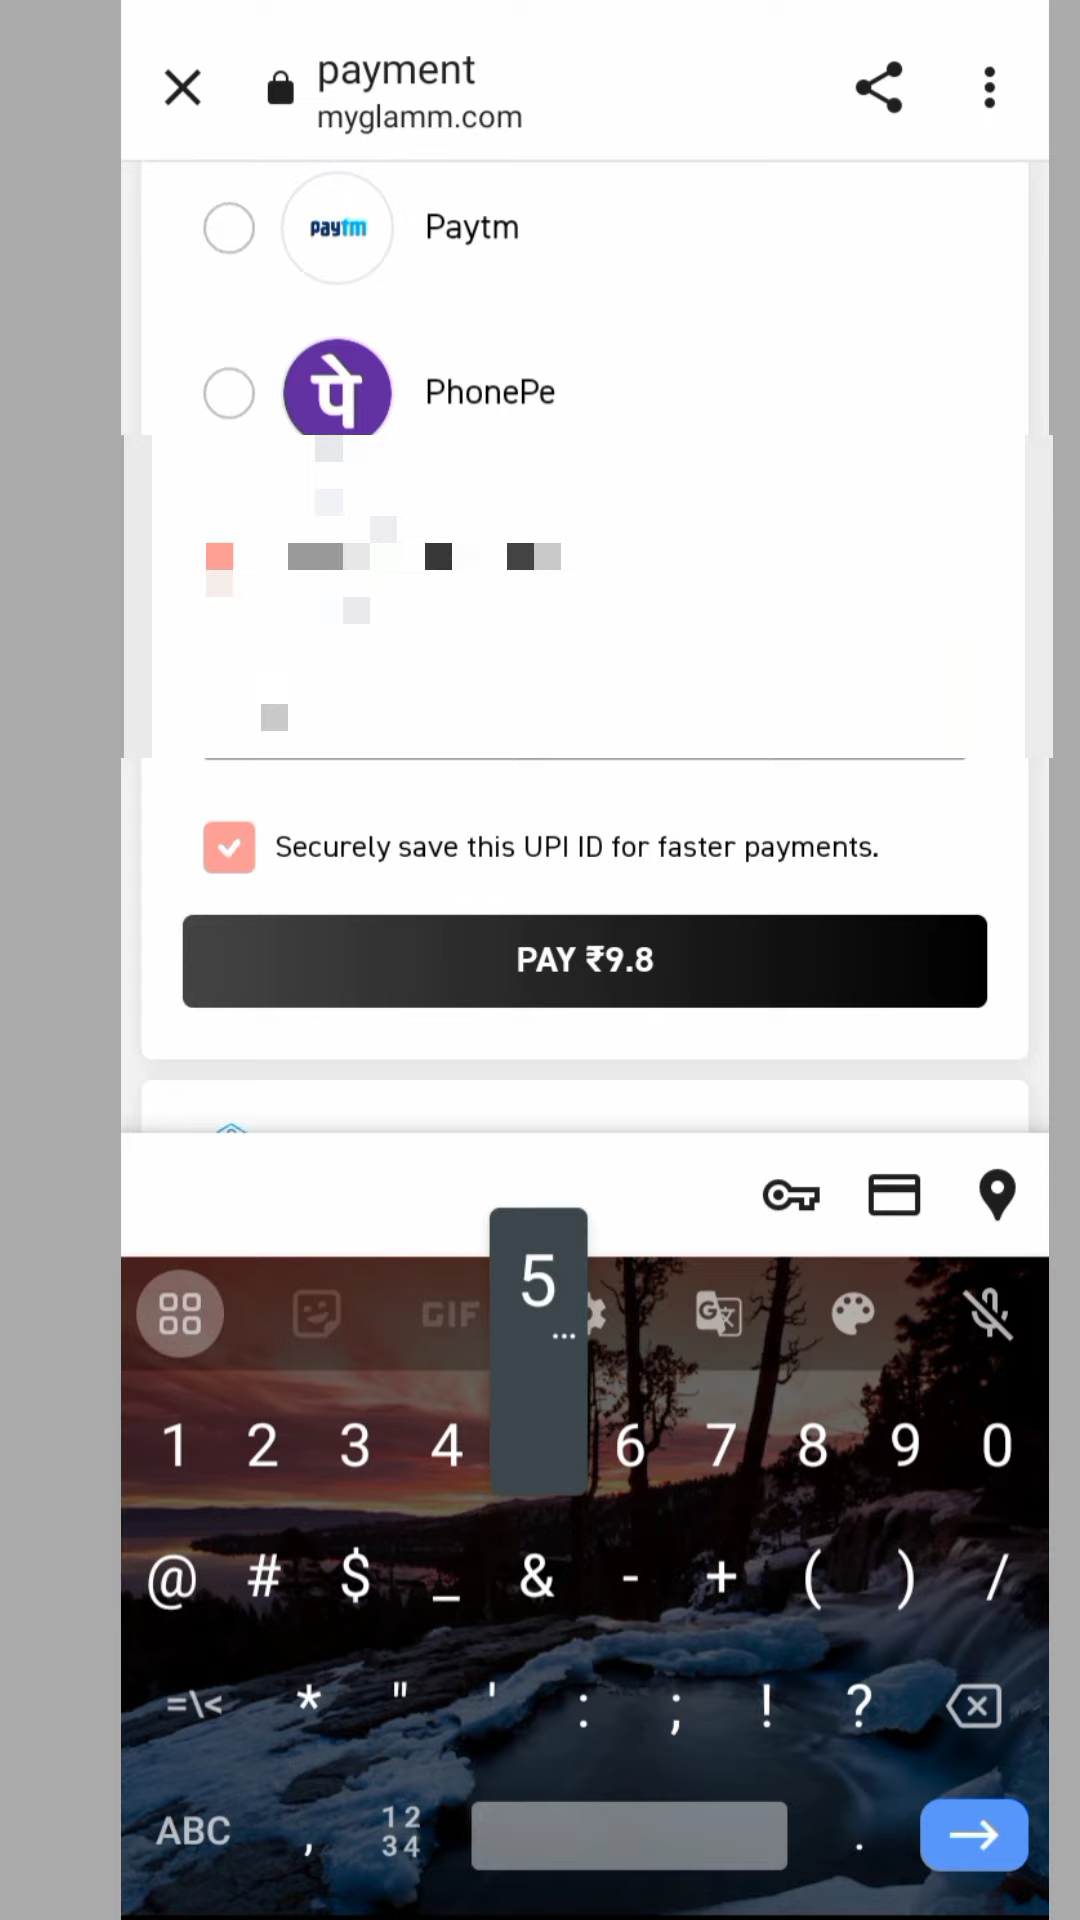 payment
myglamm.com
paytm
Paytm
पे
PhonePe
Securely save this UPI ID for faster payments.
PAY ₹9.8
5
...
GIF
G
1 2 3 4 6 7 8 9 0
@ # $ _ & - + ( ) /
=\< * " ' : ; ! ?
ABC , 12 .
34